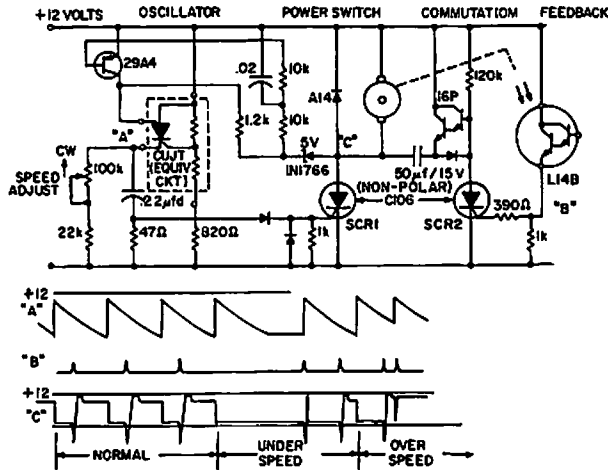 OSCILLATOR POWER SWITCH COMMUTATION FEEDBACK
+12 VOLTS
29A4
.02
10k
120k
16P
A14
"A"
1.2k
10k
5V
"C"
1N1766
CUJT
(EQUIV
CKT)
CW
SPEED
ADJUST
100k
.22µfd
50µf/15V
(NON-POLAR)
C106
L14B
"B"
390Ω
22k
47Ω
820Ω
1k
SCR1
SCR2
1k
+12
"A"
"B"
+12
"C"
NORMAL
UNDER
SPEED
OVER
SPEED